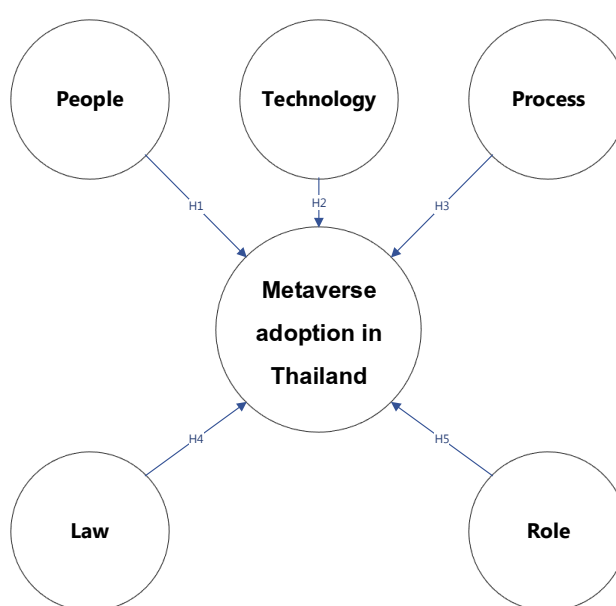 People
Technology
Process
H1
H2
H3
Metaverse
adoption in
Thailand
H4
H5
Law
Role